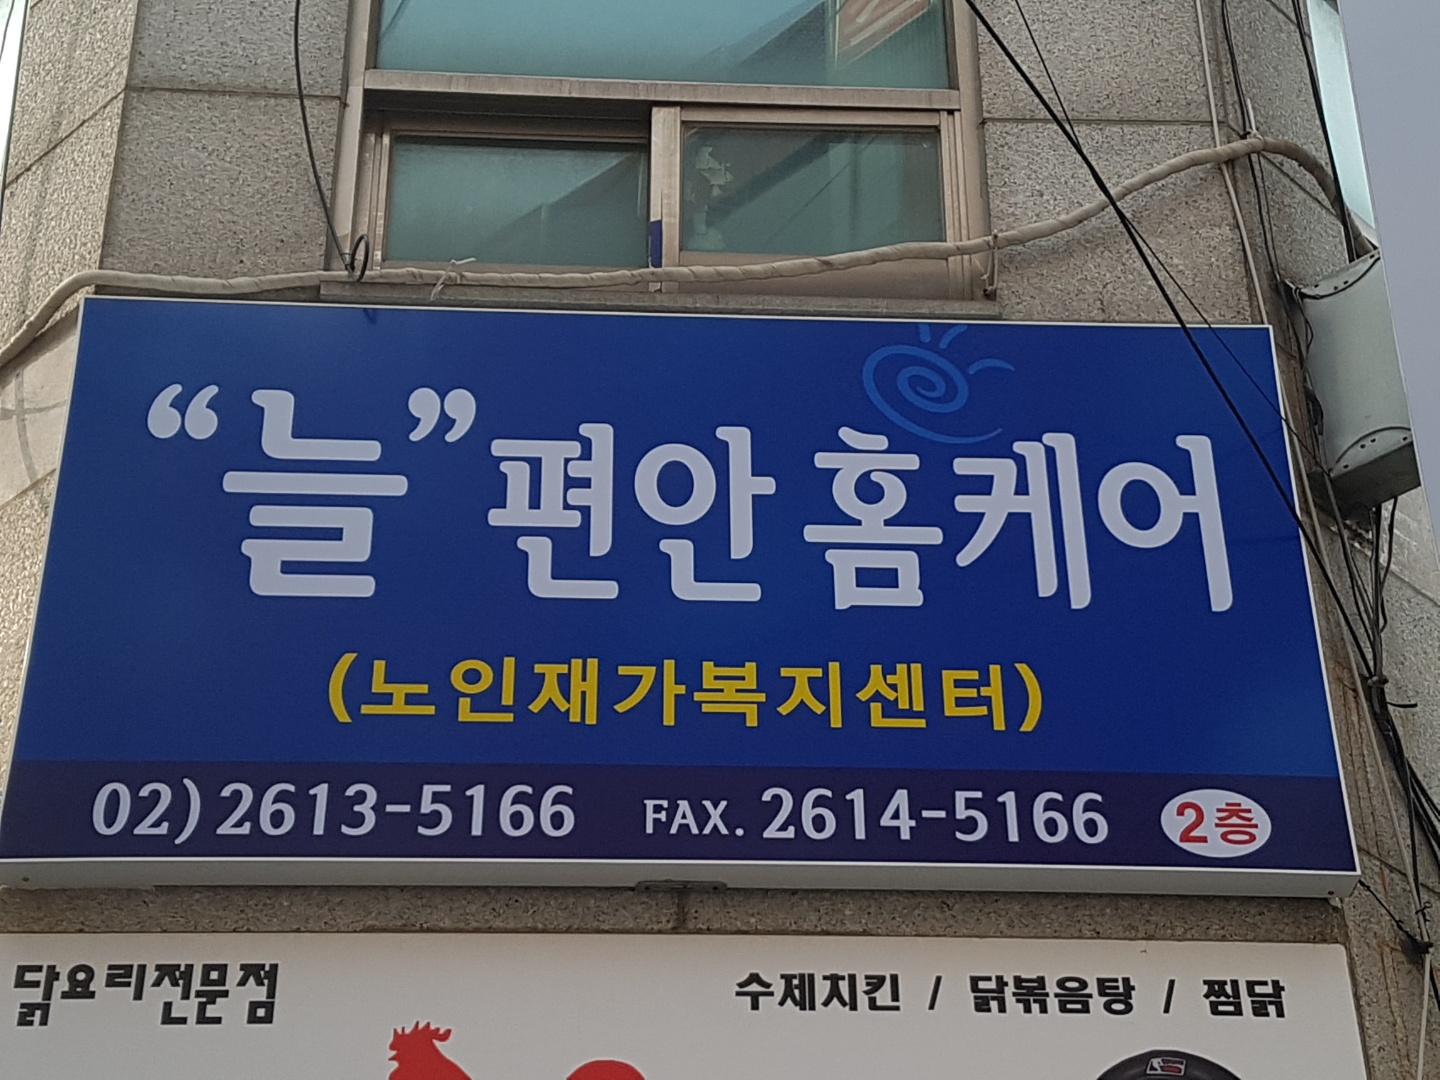 “늘” 편안 홈케어
(노인재가복지센터)
02) 2613-5166 FAX. 2614-5166 2층
닭요리전문점
수제치킨 / 닭볶음탕 / 찜닭